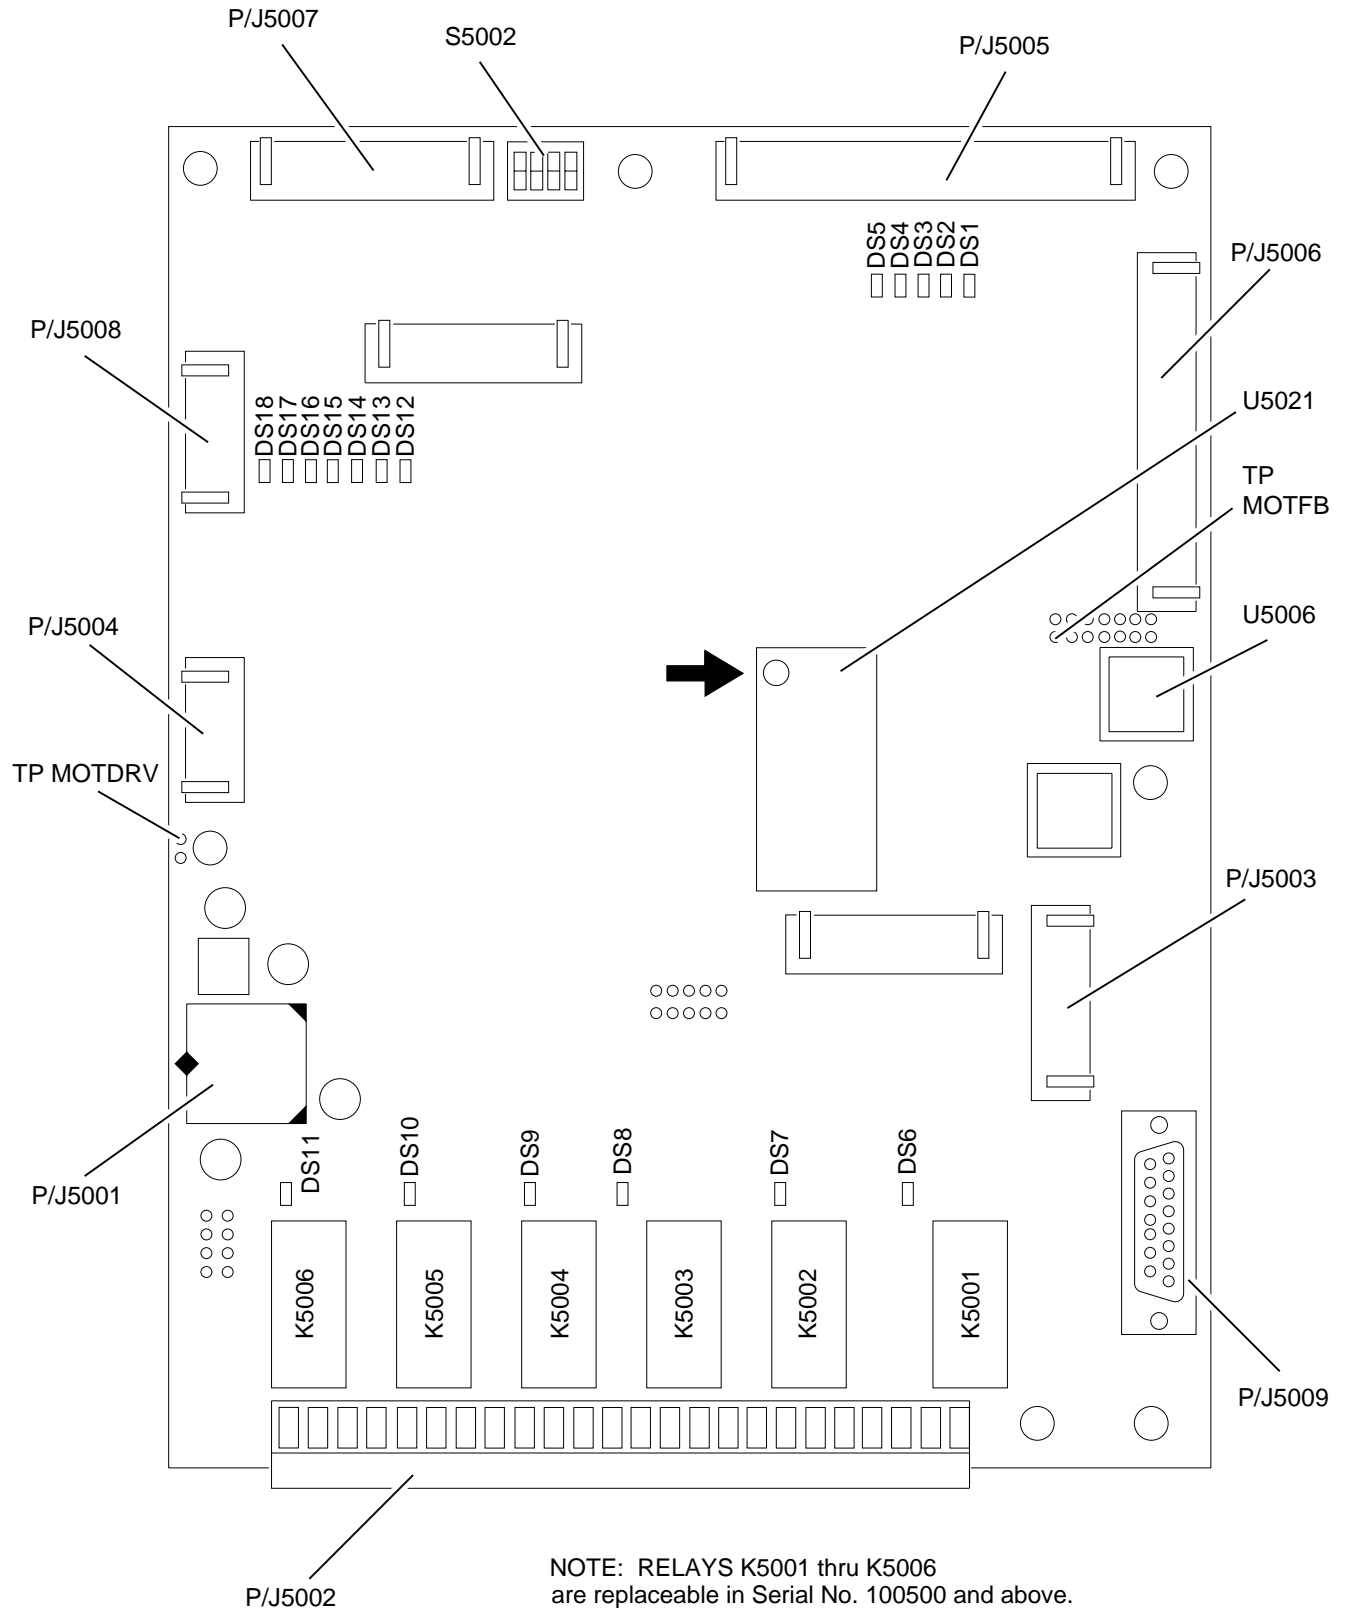 P/J5007
S5002
P/J5005
DS5
DS4
DS3
DS2
DS1
P/J5006
P/J5008
U5021
DS18
DS17
DS16
DS15
DS14
DS13
DS12
TP
MOTFB
P/J5004
U5006
TP MOTDRV
P/J5003
DS11
DS10
DS9
DS8
DS7
DS6
P/J5001
K5006
K5005
K5004
K5003
K5002
K5001
P/J5009
P/J5002
NOTE: RELAYS K5001 thru K5006
are replaceable in Serial No. 100500 and above.